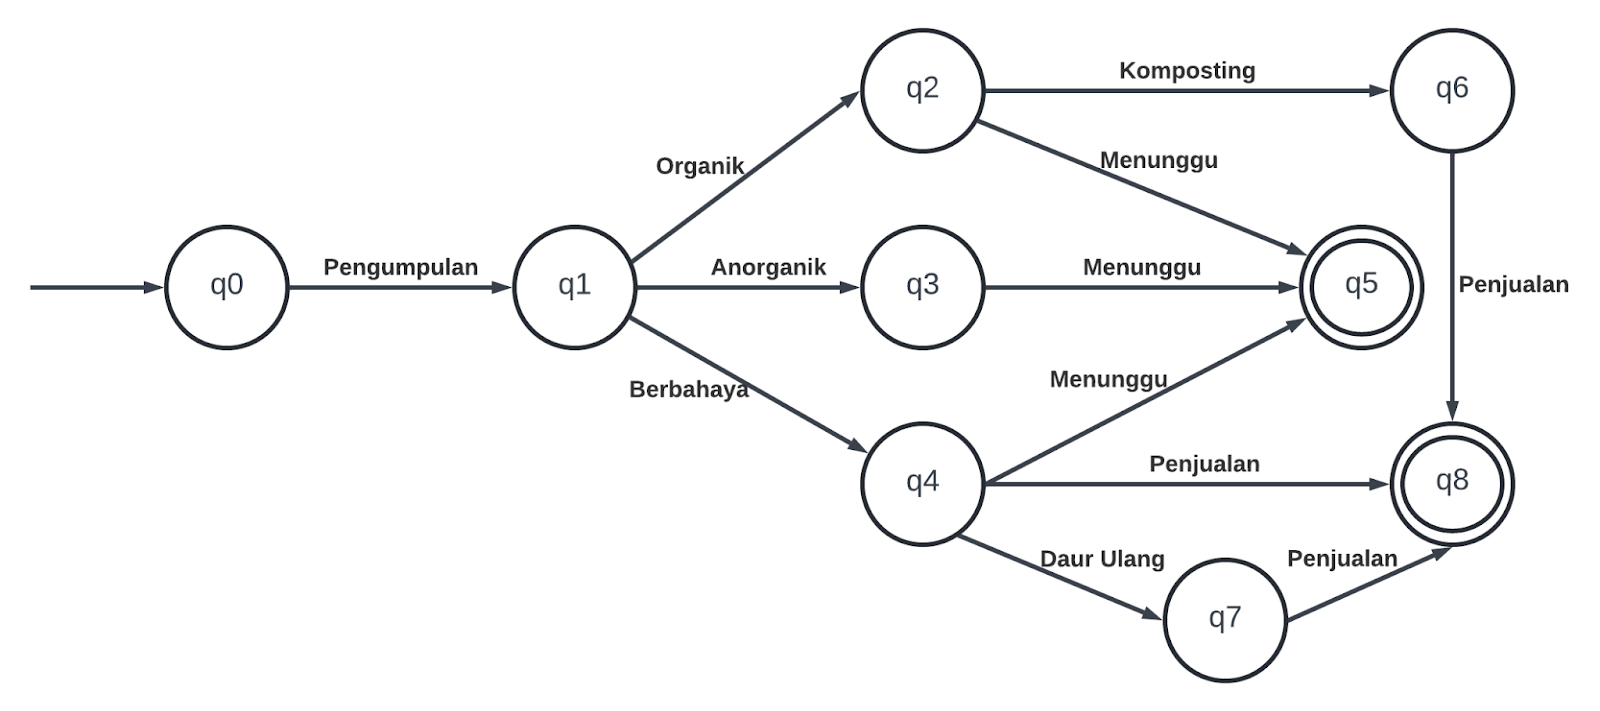 q2
Komposting
q6
Organik
Menunggu
q0
Pengumpulan
q1
Anorganik
q3
Menunggu
q5
Penjualan
Berbahaya
Menunggu
q4
Penjualan
q8
Daur Ulang
Penjualan
q7